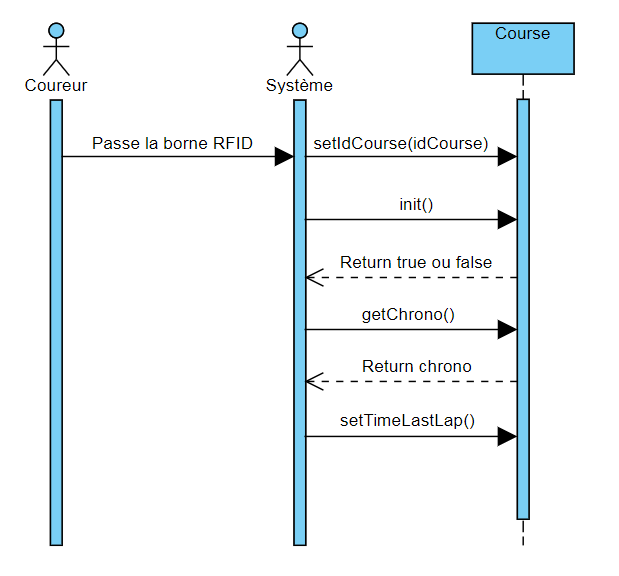 Course
Coureur
Système
Passe la borne RFID
setIdCourse(idCourse)
init()
Return true ou false
getChrono()
Return chrono
setTimeLastLap()